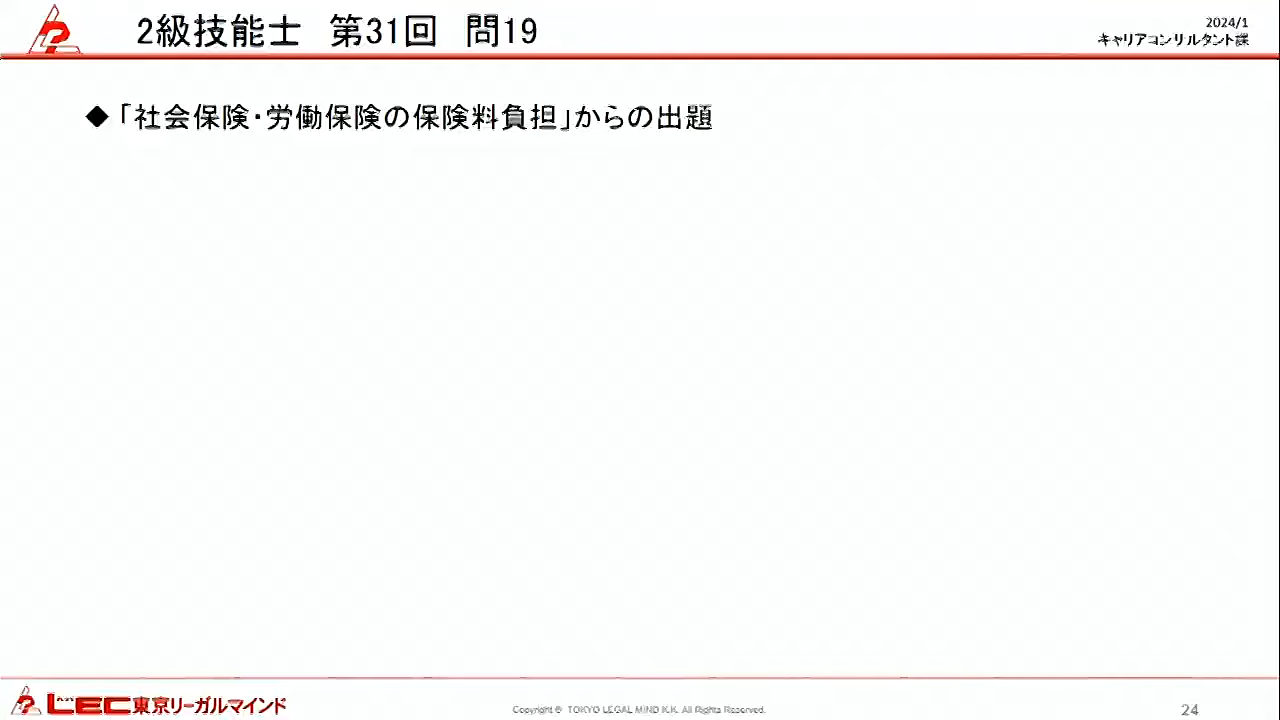 2級技能士　第31回　問19
2024/1
キャリアコンサルタント課
◆「社会保険・労働保険の保険料負担」からの出題
LEC東京リーガルマインド
Copyright © TOKYO LEGAL MIND K.K. All Rights Reserved.
24